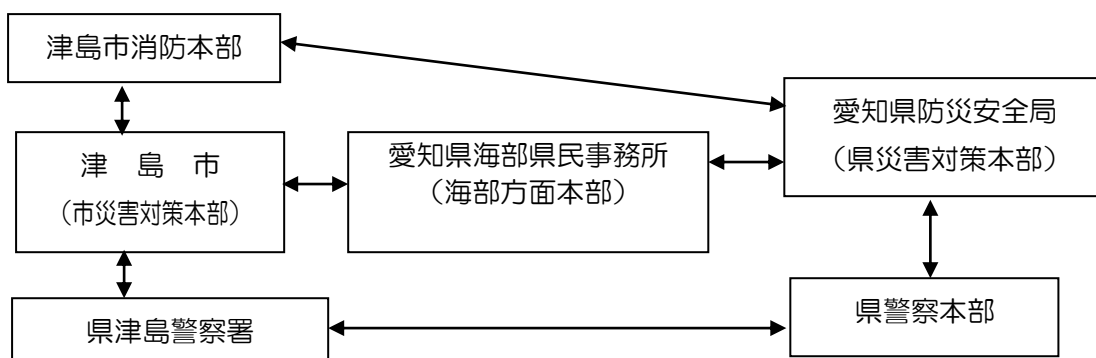 津島市消防本部
津　島　市
（市災害対策本部）
県津島警察署
愛知県海部県民事務所
（海部方面本部）
愛知県防災安全局
（県災害対策本部）
県警察本部